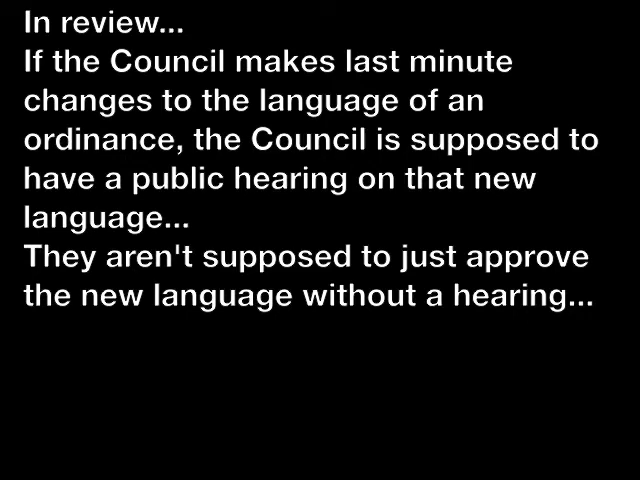 In review...
If the Council makes last minute
changes to the language of an
ordinance, the Council is supposed to
have a public hearing on that new
language...
They aren't supposed to just approve
the new language without a hearing...